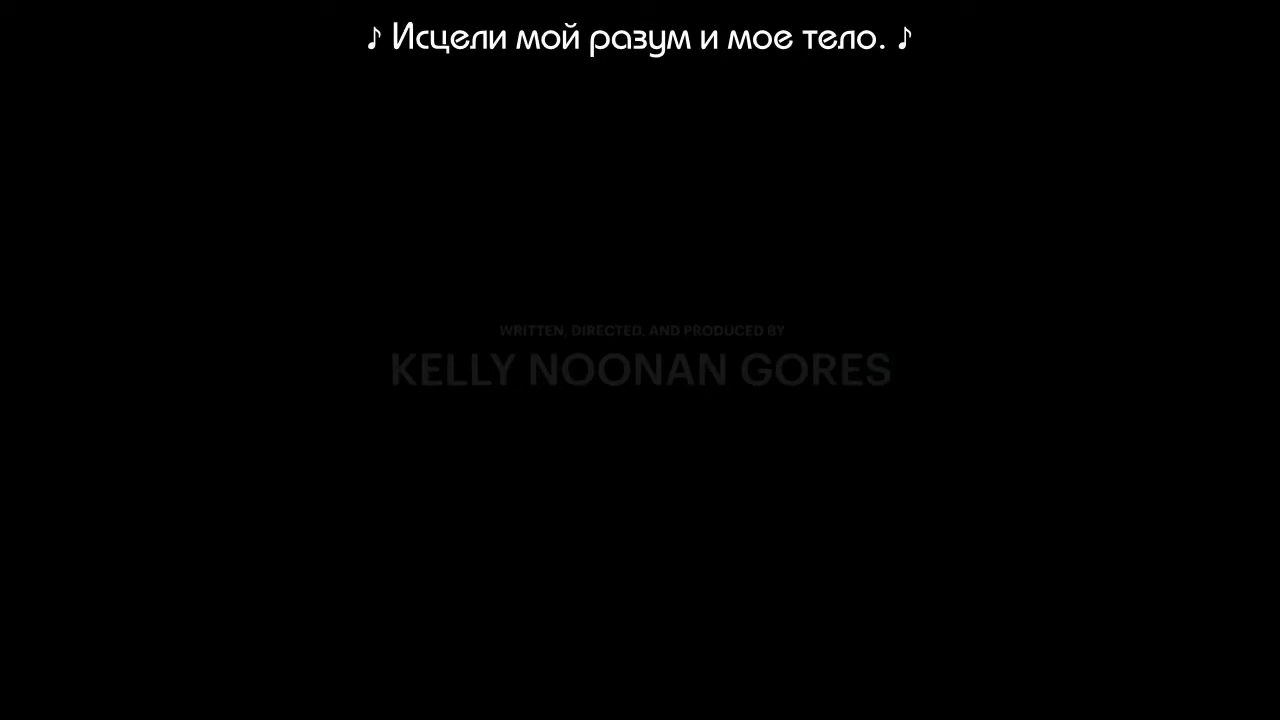 ♪ Исцели мой разум и мое тело. ♪
WRITTEN, DIRECTED, AND PRODUCED BY
KELLY NOONAN GORES